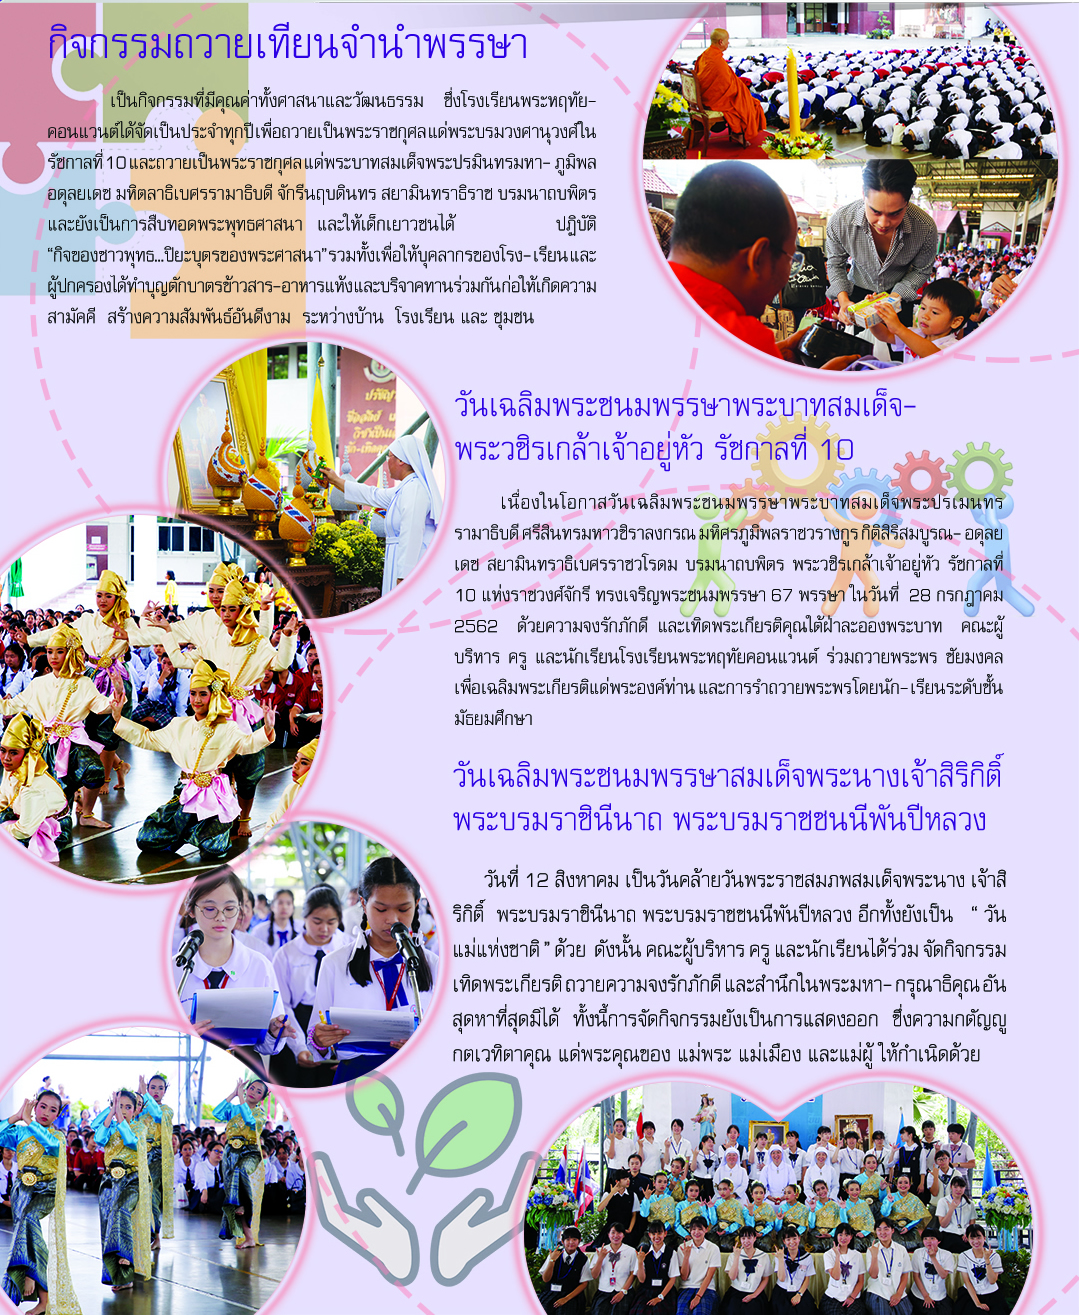 กิจกรรมถวายเทียนจำนำพรรษา
เป็นกิจกรรมที่มีคุณค่าทั้งศาสนาและวัฒนธรรม ซึ่งโรงเรียนพระหฤทัย-
คอนแวนต์ได้จัดเป็นประจำทุกปีเพื่อถวายเป็นพระราชกุศลแด่พระบรมวงศานุวงศ์ใน
รัชกาลที่ 10 และถวายเป็นพระราชกุศลแด่พระบาทสมเด็จพระปรมินทรมหา- ภูมิพล
อดุลยเดช มหิตลาธิเบศรรามาธิบดี จักรีนฤบดินทร สยามินทราธิราช บรมนาถบพิตร
และยังเป็นการสืบทอดพระพุทธศาสนา และให้เด็กเยาวชนได้ ปฏิบัติ
“กิจของชาวพุทธ...ปิยะบุตรของพระศาสนา”รวมทั้งเพื่อให้บุคลากรของโรง-เรียนและ
ผู้ปกครองได้ทำบุญตักบาตรข้าวสาร-อาหารแห้งและบริจาคทานร่วมกันก่อให้เกิดความ
สามัคคี สร้างความสัมพันธ์อันดีงาม ระหว่างบ้าน โรงเรียน และ ชุมชน
วันเฉลิมพระชนมพรรษาพระบาทสมเด็จ-
พระวชิรเกล้าเจ้าอยู่หัว รัชกาลที่ 10
เนื่องในโอกาสวันเฉลิมพระชนมพรรษาพระบาทสมเด็จพระปรเมนทร
รามาธิบดี ศรีสินทรมหาวชิราลงกรณ มหิศรภูมิพลราชวรางกูร กิติสิริสมบูรณ- อดุลย
เดช สยามินทราธิเบศรราชวโรดม บรมนาถบพิตร พระวชิรเกล้าเจ้าอยู่หัว รัชกาลที่
10 แห่งราชวงศ์จักรี ทรงเจริญพระชนมพรรษา 67 พรรษา ในวันที่ 28 กรกฎาคม
2562 ด้วยความจงรักภักดี และเทิดพระเกียรติคุณใต้ฝ่าละอองพระบาท คณะผู้
บริหาร ครู และนักเรียนโรงเรียนพระหฤทัยคอนแวนต์ ร่วมถวายพระพร ชัยมงคล
เพื่อเฉลิมพระเกียรติแด่พระองค์ท่าน และการรำถวายพระพรโดยนัก- เรียนระดับชั้น
มัธยมศึกษา
วันเฉลิมพระชนมพรรษาสมเด็จพระนางเจ้าสิริกิติ์
พระบรมราชินีนาถ พระบรมราชชนนีพันปีหลวง
วันที่ 12 สิงหาคม เป็นวันคล้ายวันพระราชสมภพสมเด็จพระนาง เจ้าสิ
ริกิติ์ พระบรมราชินีนาถ พระบรมราชชนนีพันปีหลวง อีกทั้งยังเป็น “ วัน
แม่แห่งชาติ ” ด้วย ดังนั้น คณะผู้บริหาร ครู และนักเรียนได้ร่วม จัดกิจกรรม
เทิดพระเกียรติ ถวายความจงรักภักดี และสำนึกในพระมหา- กรุณาธิคุณ อัน
สุดหาที่สุดมิได้ ทั้งนี้การจัดกิจกรรมยังเป็นการแสดงออก ซึ่งความกตัญญู
กตเวทิตาคุณ แด่พระคุณของ แม่พระ แม่เมือง และแม่ผู้ ให้กำเนิดด้วย